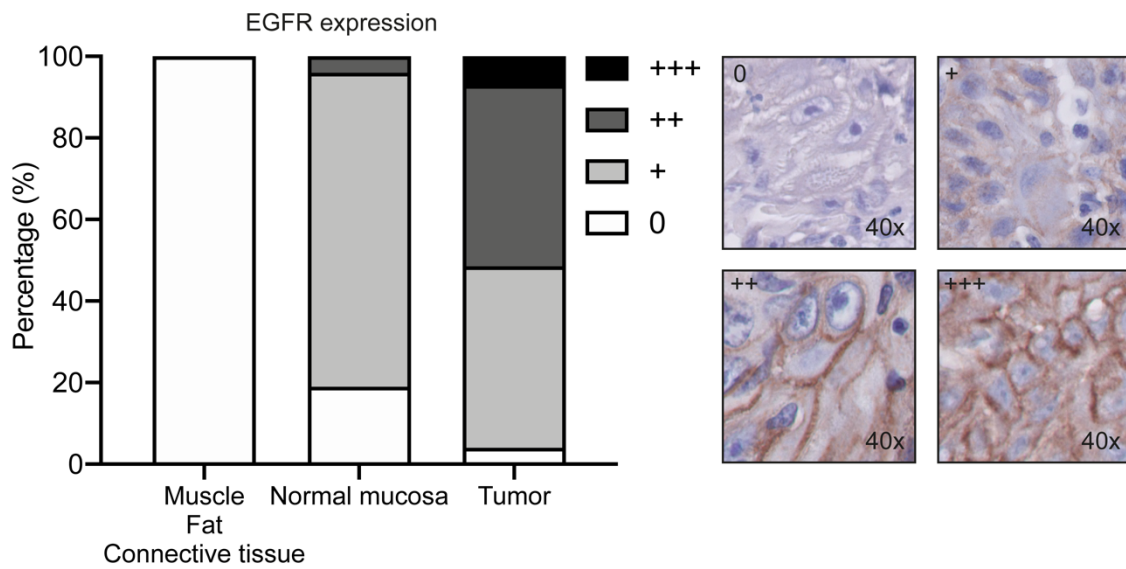 EGFR expression
Percentage (%)
100
80
60
40
20
0
Muscle
Fat
Connective tissue
Normal mucosa
Tumor
+++
++
+
0
0
40x
+
40x
++
40x
+++
40x